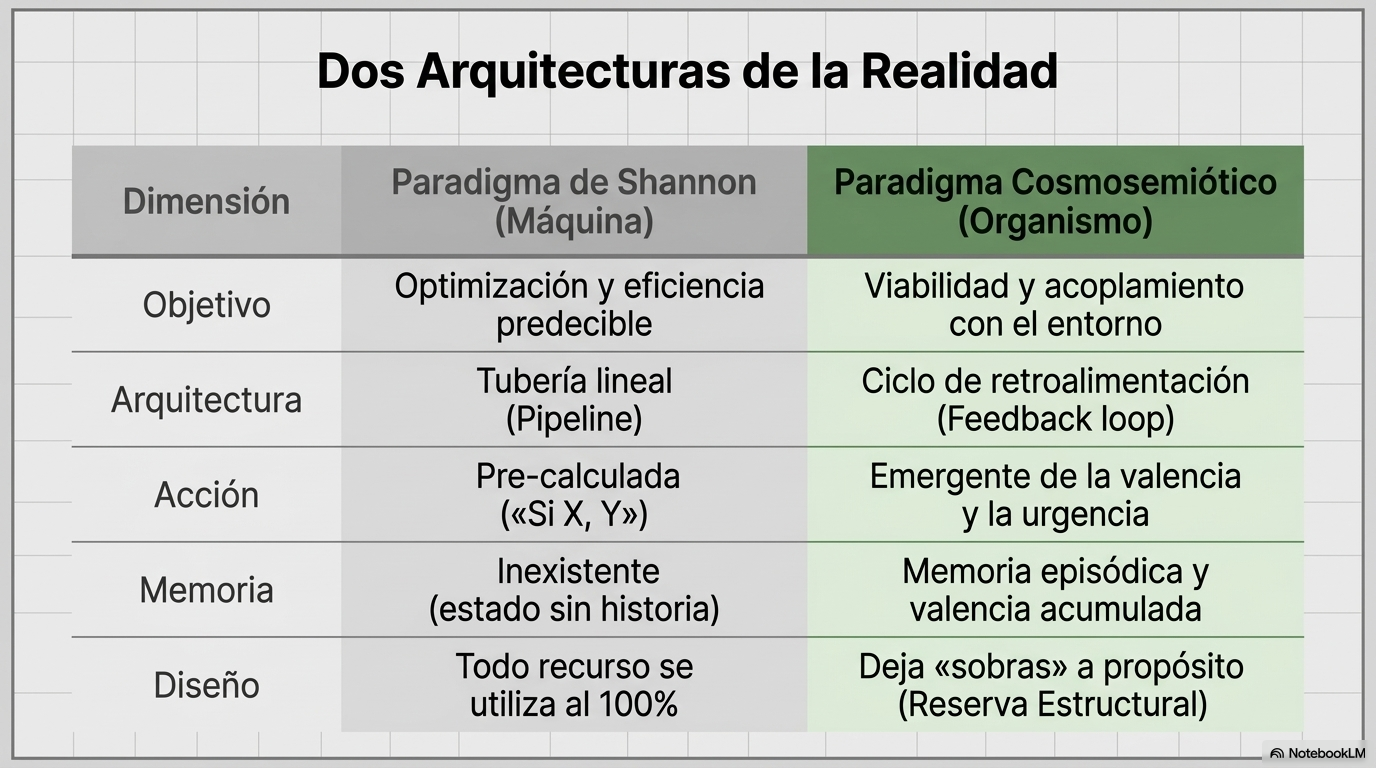 Dos Arquitecturas de la Realidad
Dimensión
Paradigma de Shannon
(Máquina)
Paradigma Cosmosemiótico
(Organismo)
Objetivo
Optimización y eficiencia
predecible
Viabilidad y acoplamiento
con el entorno
Arquitectura
Tubería lineal
(Pipeline)
Ciclo de retroalimentación
(Feedback loop)
Acción
Pre-calculada
(«Si X, Y»)
Emergente de la valencia
y la urgencia
Memoria
Inexistente
(estado sin historia)
Memoria episódica y
valencia acumulada
Diseño
Todo recurso se
utiliza al 100%
Deja «sobras» a propósito
(Reserva Estructural)
NotebookLM